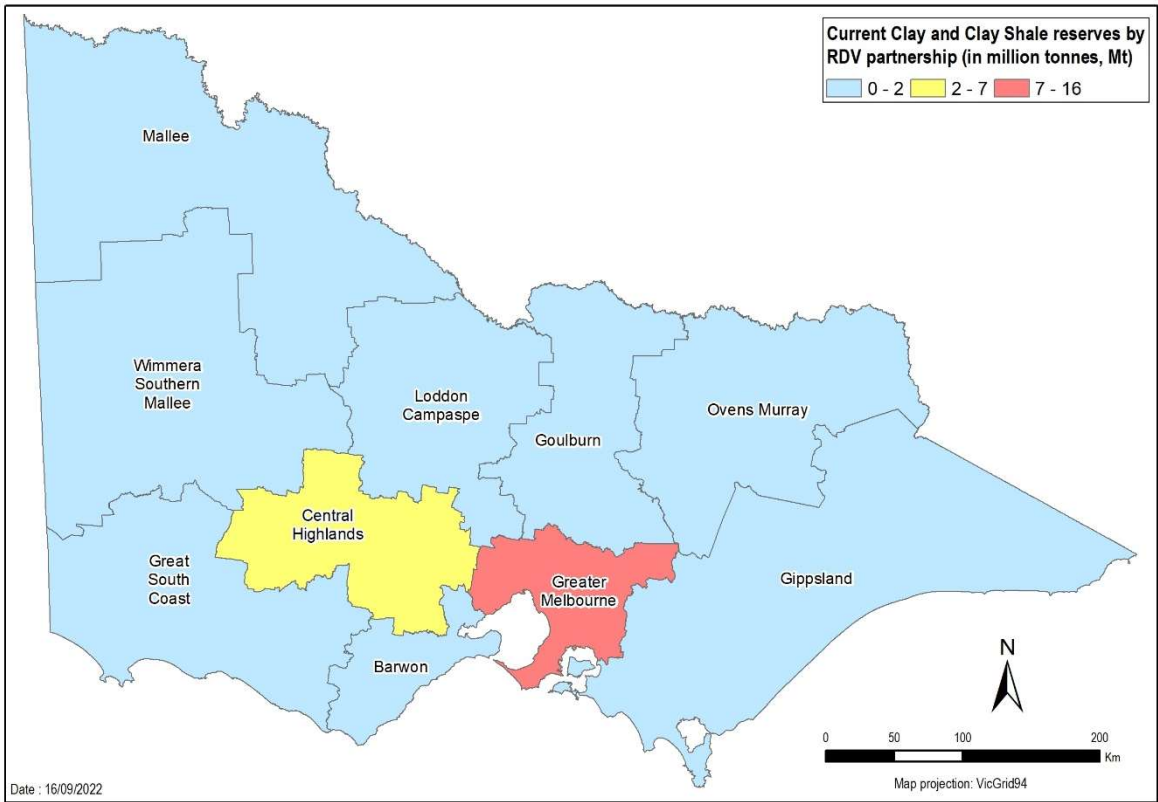 Current Clay and Clay Shale reserves by
RDV partnership (in million tonnes, Mt)
0 - 2
2 - 7
7 - 16
Mallee
Wimmera
Southern
Mallee
Loddon
Campaspe
Goulburn
Ovens Murray
Central
Highlands
Great
South
Coast
Greater
Melbourne
Gippsland
Barwon
N
0 50 100 200
Km
Map projection: VicGrid94
Date : 16/09/2022